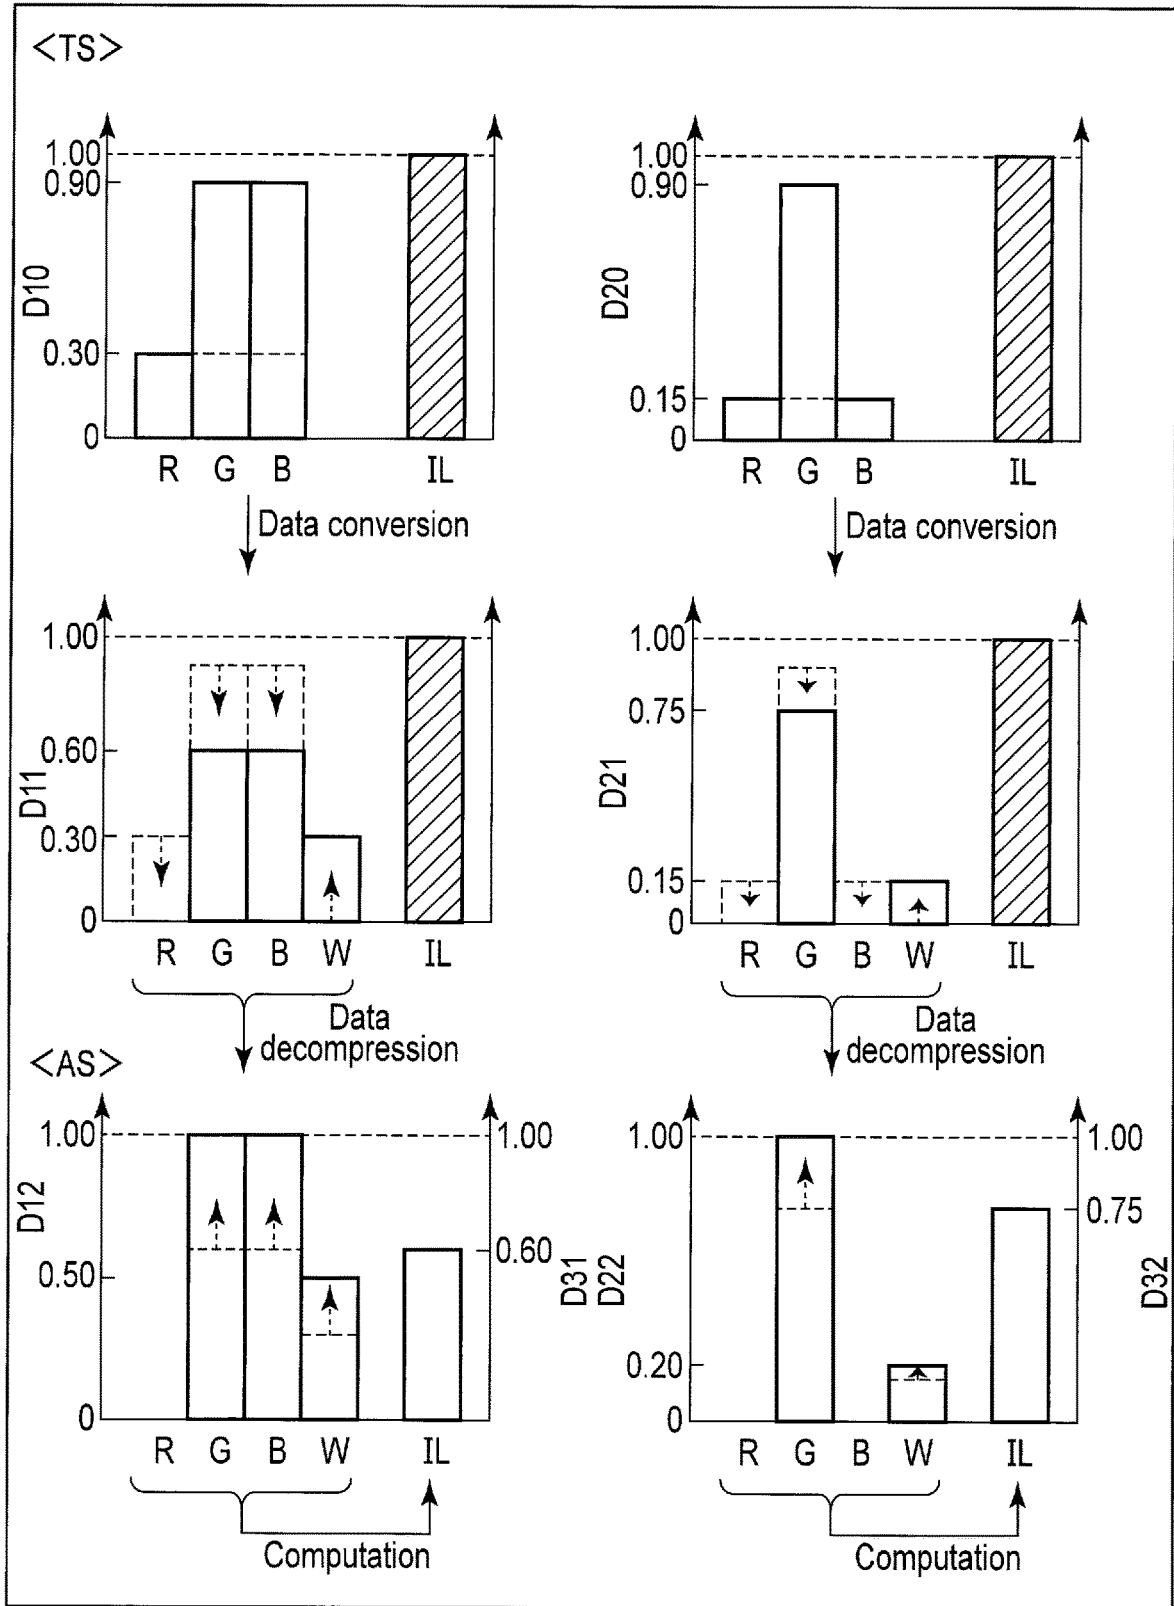 <TS>
1.00
0.90
D10
0.30
0
R G B IL
1.00
0.90
D20
0.15
0
R G B IL
Data conversion
Data conversion
1.00
0.60
D11
0.30
0
R G B W IL
1.00
0.75
D21
0.15
0
R G B W IL
Data
decompression
Data
decompression
<AS>
1.00
D12
0.50
0
1.00
0.60
D31
R G B W IL
1.00
D22
0.20
0
1.00
0.75
D32
R G B W IL
Computation
Computation